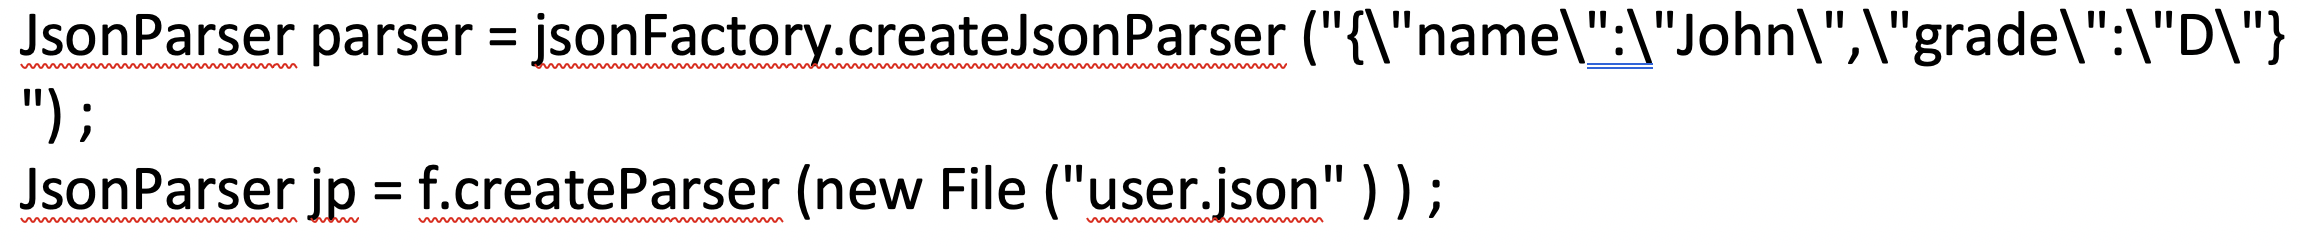 JsonParser parser = jsonFactory.createJsonParser ("{\"name\":\"John\",\"grade\":\"D\"}
") ;
JsonParser jp = f.createParser (new File ("user.json" ) ) ;